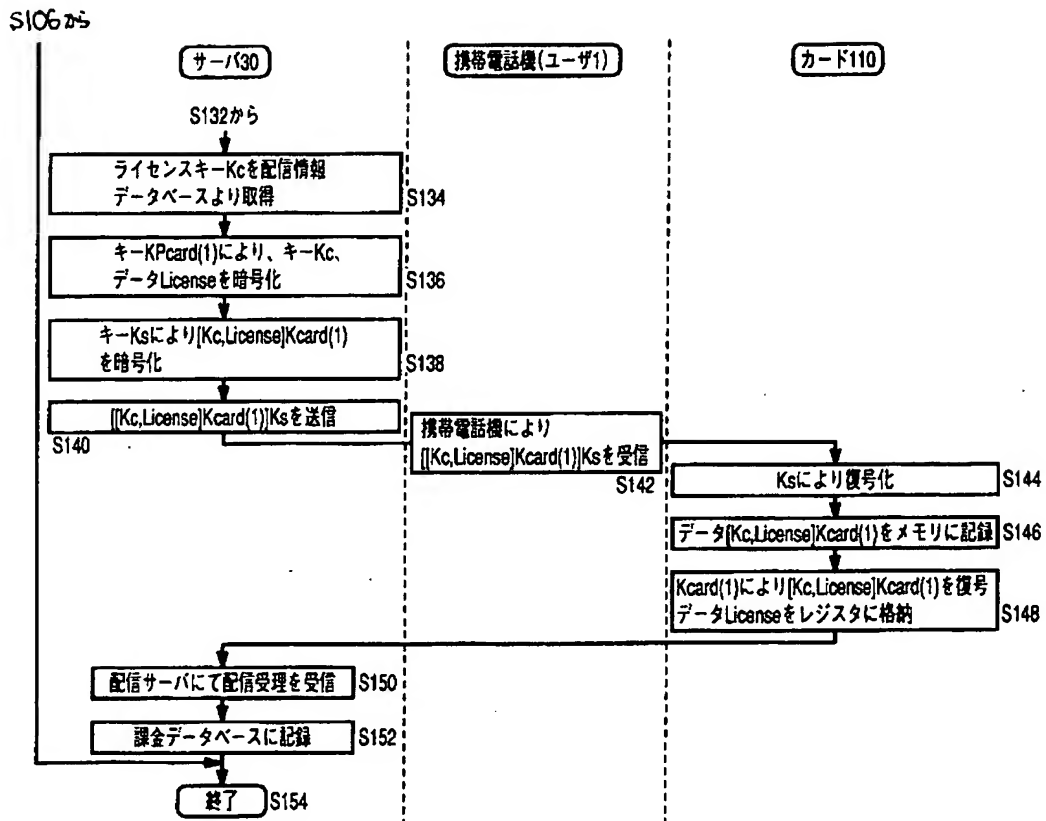 S106から
サーバ30
携帯電話機(ユーザ1)
カード110
S132から
ライセンスキーKcを配信情報
データベースより取得
S134
キーKPcard(1)により、キーKc、
データLicenseを暗号化
S136
キーKsにより[Kc,License]Kcard(1)
を暗号化
S138
[[Kc,License]Kcard(1)]Ksを送信
S140
携帯電話機により
[[Kc,License]Kcard(1)]Ksを受信
S142
Ksにより復号化
S144
データ[Kc,License]Kcard(1)をメモリに記録
S146
Kcard(1)により[Kc,License]Kcard(1)を復号
データLicenseをレジスタに格納
S148
配信サーバにて配信受理を受信
S150
課金データベースに記録
S152
終了
S154